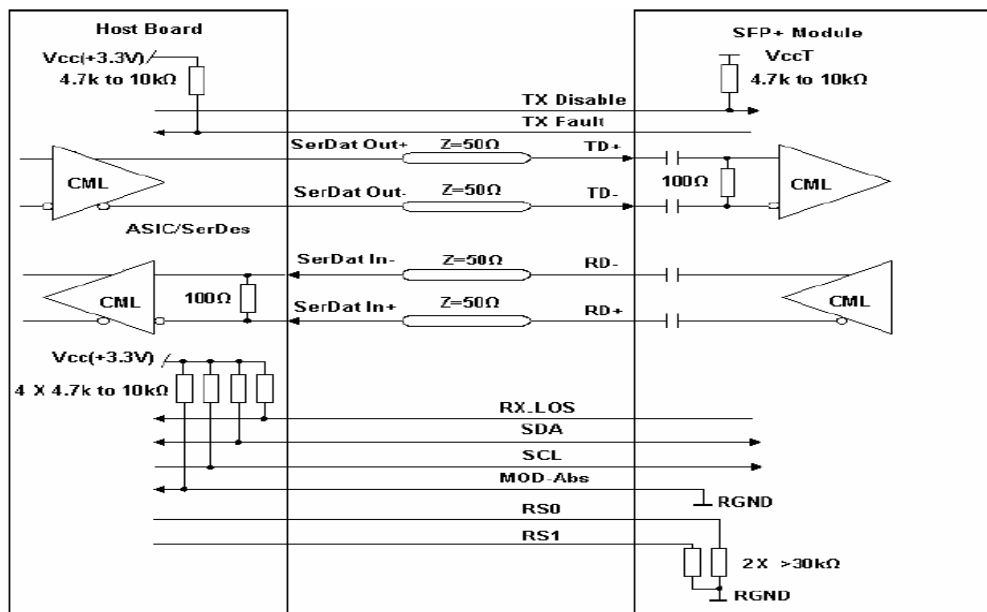 Host Board
SFP+ Module
Vcc(+3.3V)
4.7k to 10kΩ
VccT
4.7k to 10kΩ
TX Disable
TX Fault
SerDat Out+
Z=50Ω
TD+
CML
SerDat Out-
Z=50Ω
TD-
100Ω
CML
ASIC/SerDes
SerDat In-
Z=50Ω
RD-
CML
100Ω
SerDat In+
Z=50Ω
RD+
CML
Vcc(+3.3V)
4 X 4.7k to 10kΩ
RX_LOS
SDA
SCL
MOD-Abs
RGND
RS0
RS1
2 X >30kΩ
RGND